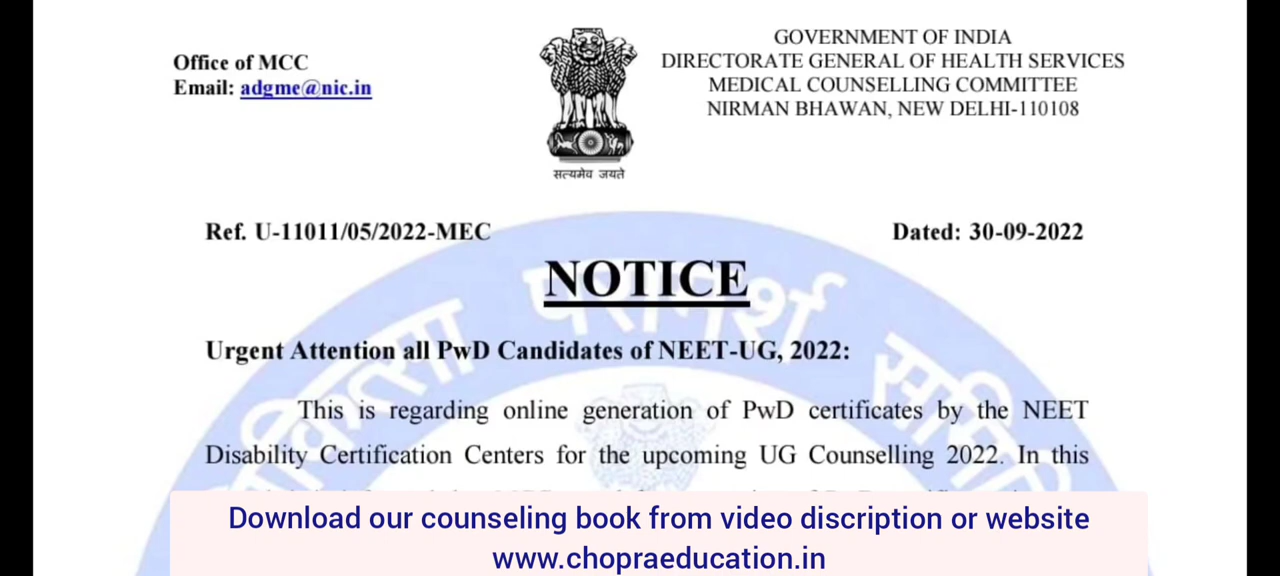 Office of MCC
Email: adgme@nic.in
सत्यमेव जयते
GOVERNMENT OF INDIA
DIRECTORATE GENERAL OF HEALTH SERVICES
MEDICAL COUNSELLING COMMITTEE
NIRMAN BHAWAN, NEW DELHI-110108
Ref. U-11011/05/2022-MEC
Dated: 30-09-2022
NOTICE
Urgent Attention all PwD Candidates of NEET-UG, 2022:
This is regarding online generation of PwD certificates by the NEET
Disability Certification Centers for the upcoming UG Counselling 2022. In this
Download our counseling book from video discription or website
www.chopraeducation.in